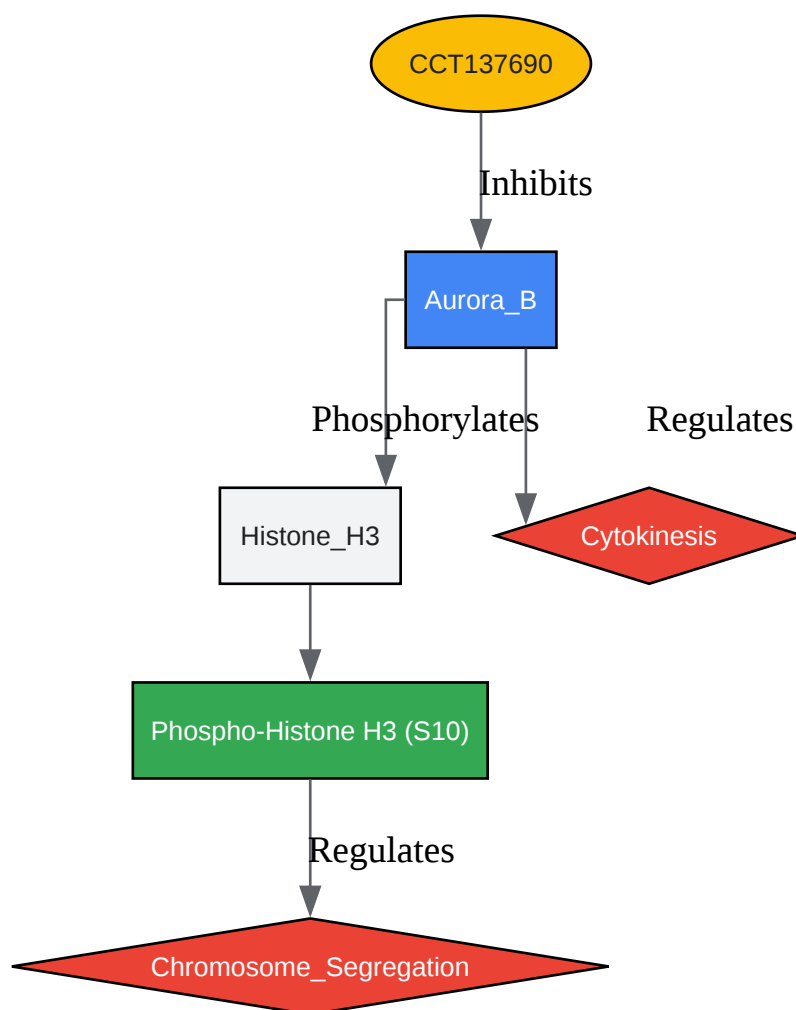 CCT137690
Inhibits
Aurora_B
Phosphorylates
Regulates
Histone_H3
Cytokinesis
Phospho-Histone H3 (S10)
Regulates
Chromosome_Segregation